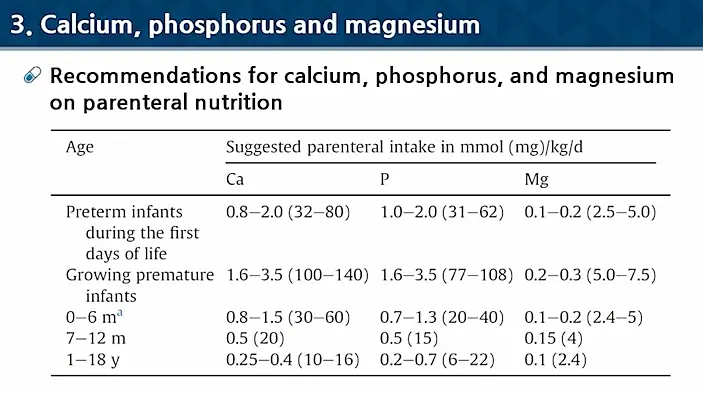 3. Calcium, phosphorus and magnesium
Recommendations for calcium, phosphorus, and magnesium
on parenteral nutrition
Age Suggested parenteral intake in mmol (mg)/kg/d
Ca P Mg
Preterm infants 0.8–2.0 (32–80) 1.0–2.0 (31–62) 0.1–0.2 (2.5–5.0)
during the first
days of life
Growing premature 1.6–3.5 (100–140) 1.6–3.5 (77–108) 0.2–0.3 (5.0–7.5)
infants
0–6 mᵃ 0.8–1.5 (30–60) 0.7–1.3 (20–40) 0.1–0.2 (2.4–5)
7–12 m 0.5 (20) 0.5 (15) 0.15 (4)
1–18 y 0.25–0.4 (10–16) 0.2–0.7 (6–22) 0.1 (2.4)